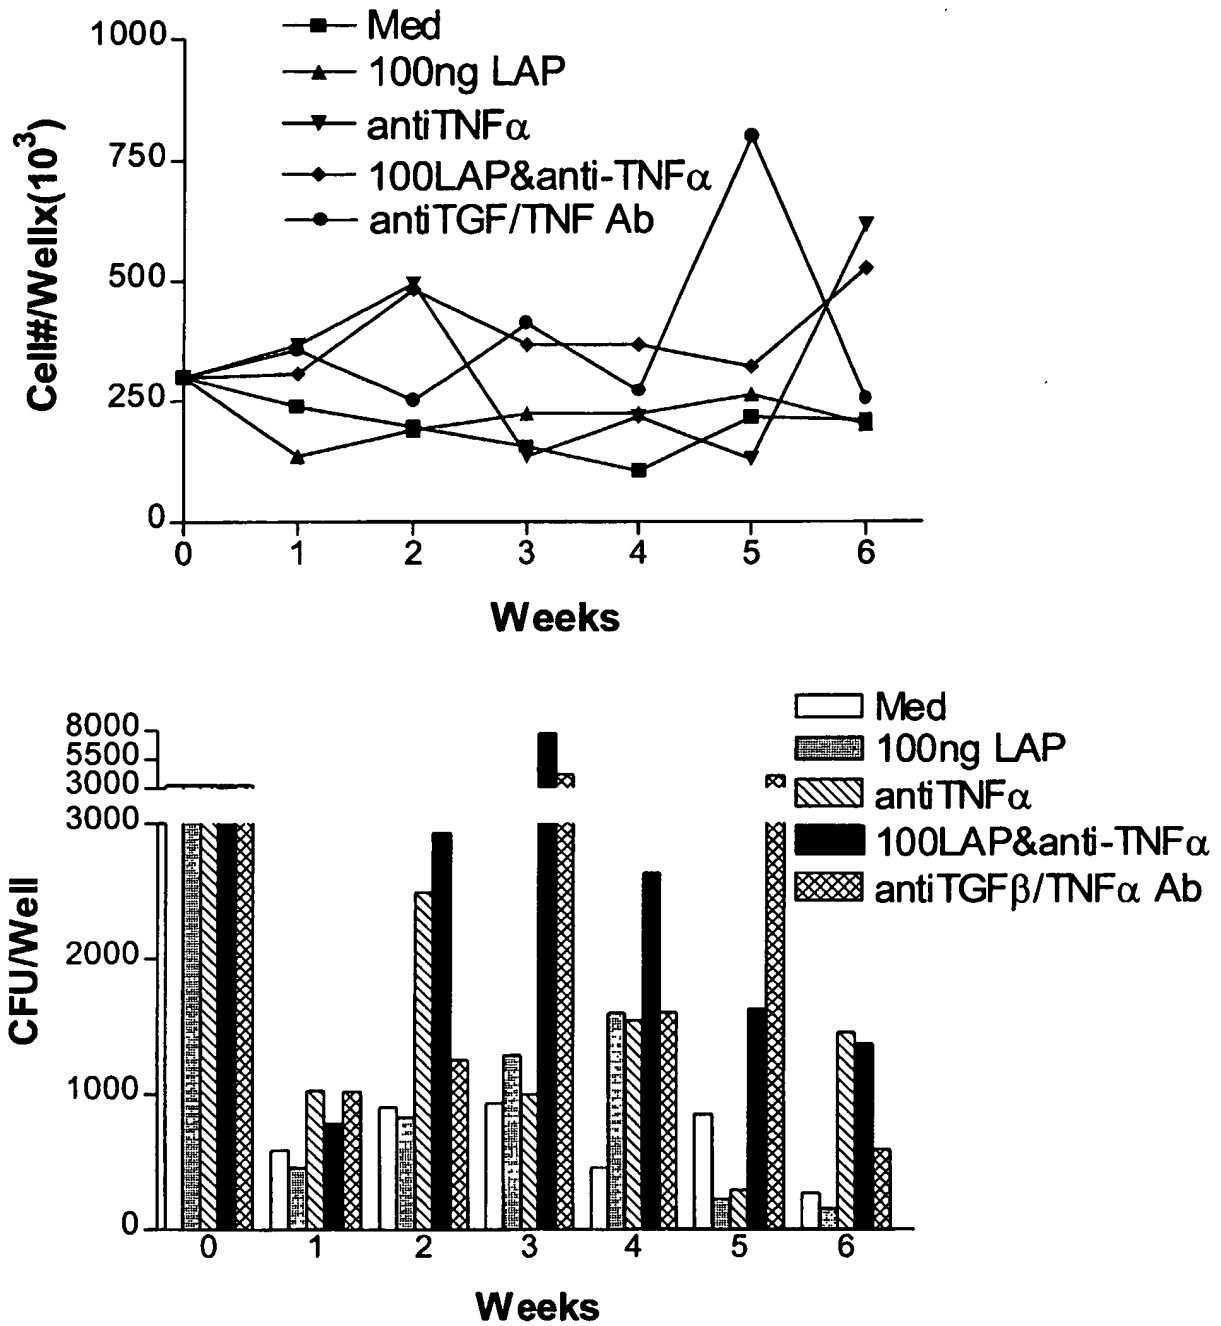 Med
100ng LAP
antiTNFα
100LAP&anti-TNFα
antiTGF/TNF Ab
1000
750
500
250
0
Cell#/Wellx(10³)
0 1 2 3 4 5 6
Weeks
Med
100ng LAP
antiTNFα
100LAP&anti-TNFα
antiTGFβ/TNFα Ab
8000
5500
3000
3000
2000
1000
0
CFU/Well
0 1 2 3 4 5 6
Weeks